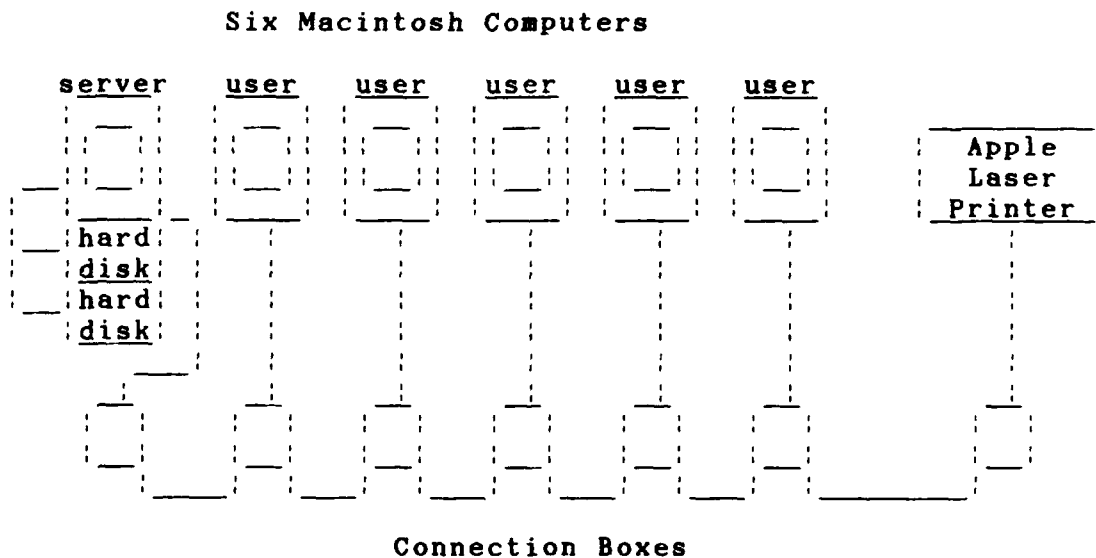 Six Macintosh Computers
server user user user user user
Apple
Laser
Printer
hard
disk
hard
disk
Connection Boxes